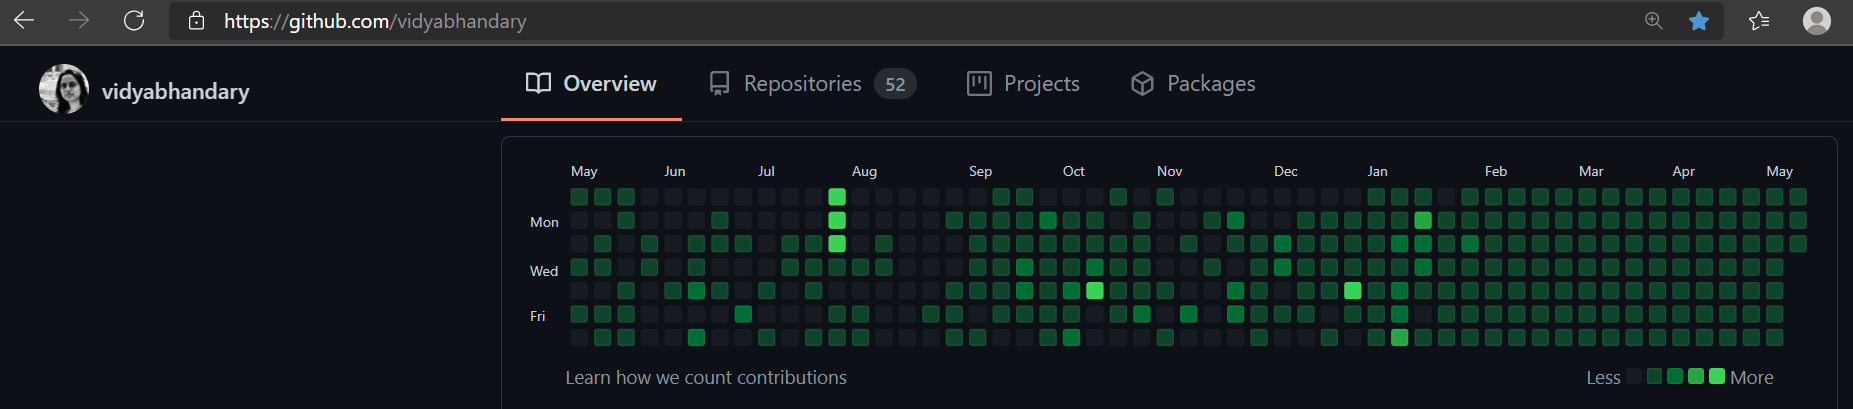 https://github.com/vidyabhandary
vidyabhandary
Overview Repositories 52 Projects Packages
May Jun Jul Aug Sep Oct Nov Dec Jan Feb Mar Apr May
Mon
Wed
Fri
Learn how we count contributions Less More